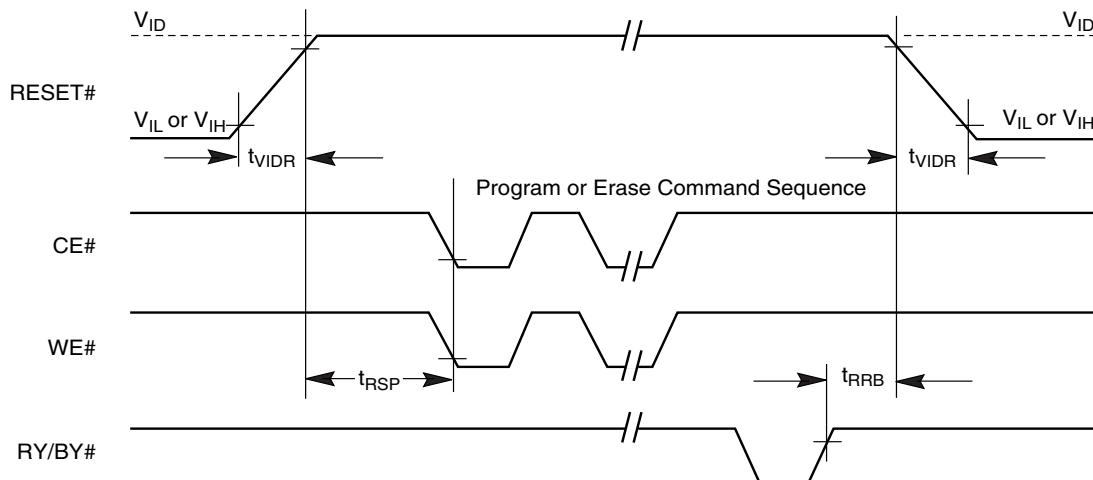 VID VID
RESET#
VIL or VIH VIL or VIH
tVIDR tVIDR
Program or Erase Command Sequence
CE#
WE#
tRSP tRRB
RY/BY#